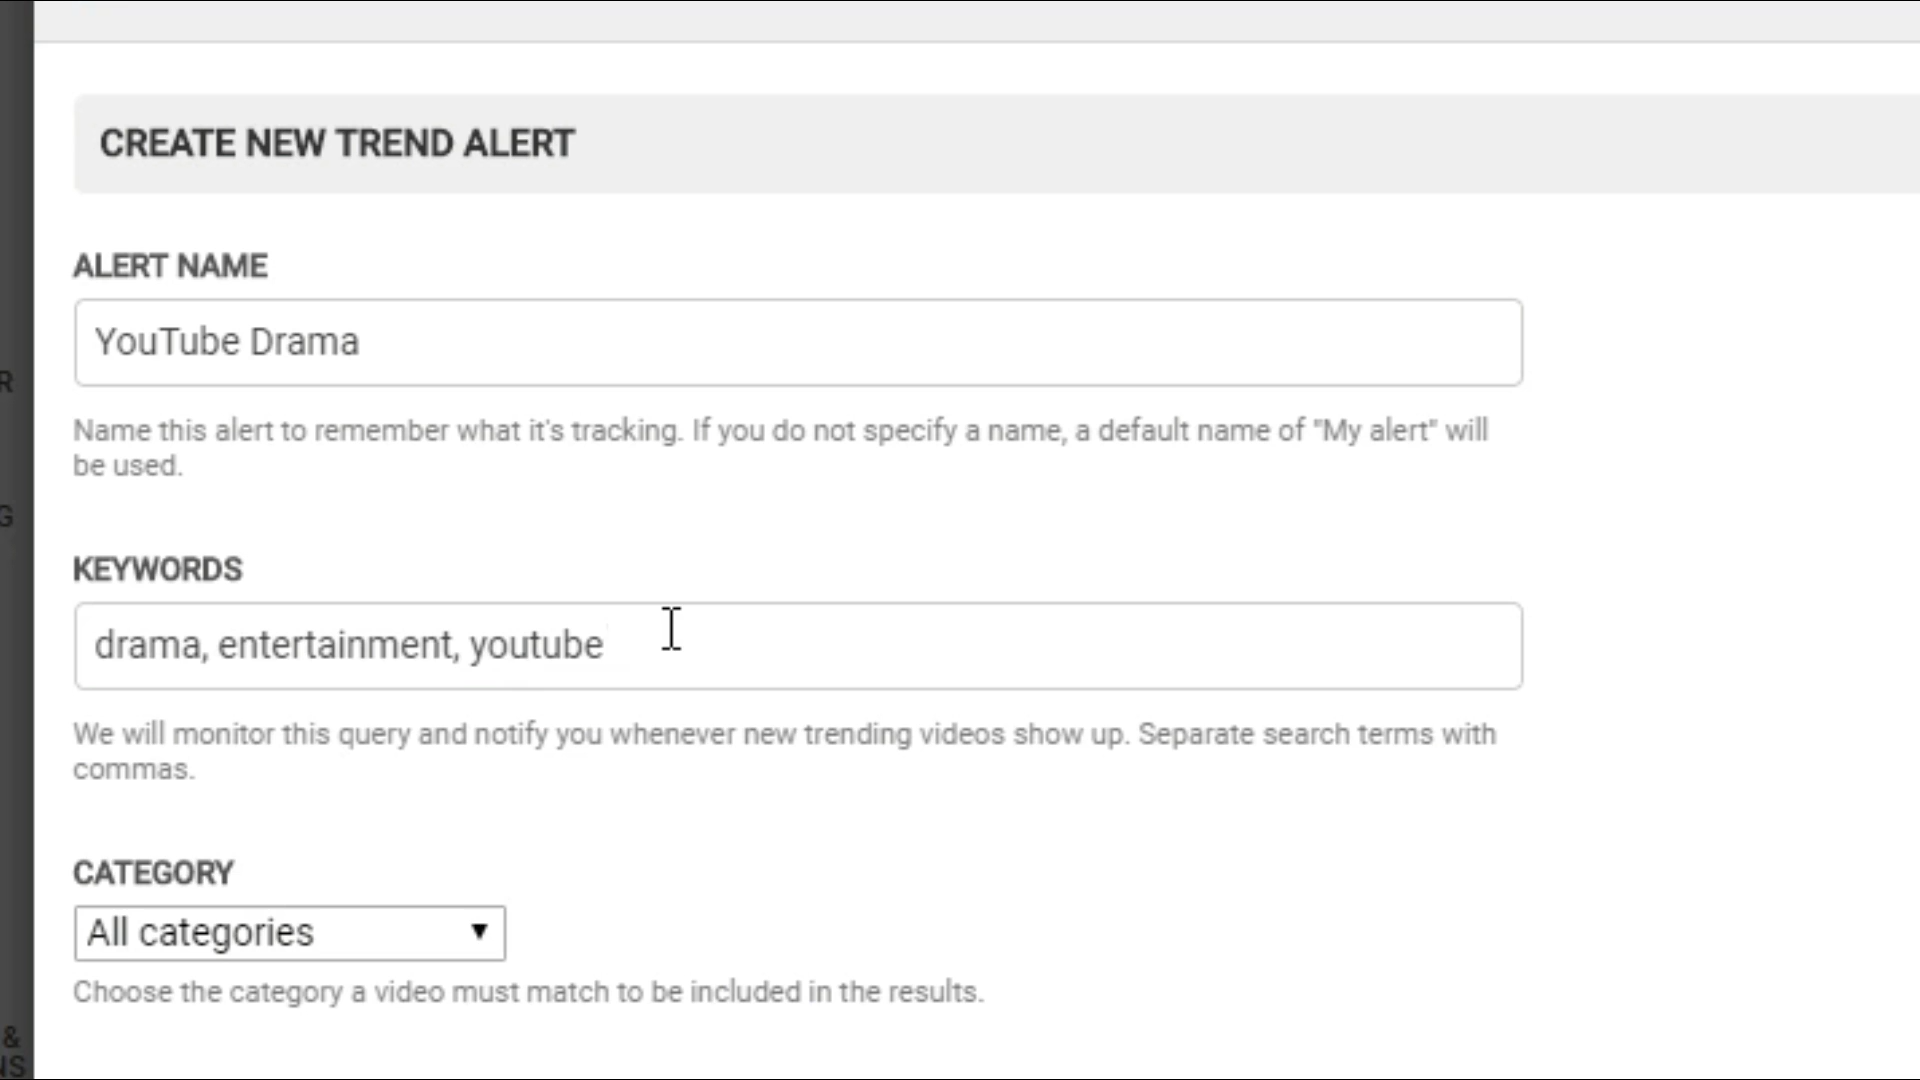 CREATE NEW TREND ALERT
ALERT NAME
YouTube Drama
Name this alert to remember what it's tracking. If you do not specify a name, a default name of "My alert" will
be used.
R
G
KEYWORDS
drama, entertainment, youtube
We will monitor this query and notify you whenever new trending videos show up. Separate search terms with
commas.
CATEGORY
All categories
Choose the category a video must match to be included in the results.
&
NS